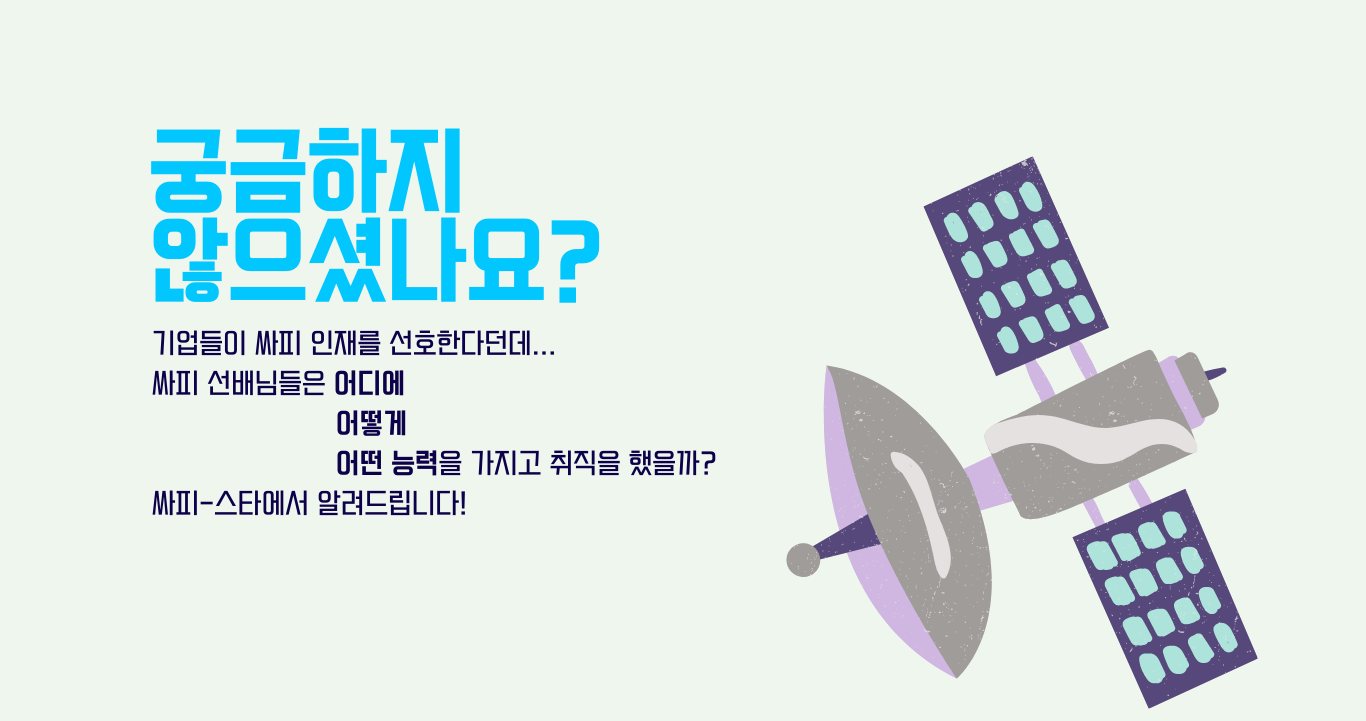 궁금하지
않으셨나요?
기업들이 싸피 인재를 선호한다던데...
싸피 선배님들은 어디에
어떻게
어떤 능력을 가지고 취직을 했을까?
싸피-스타에서 알려드립니다!